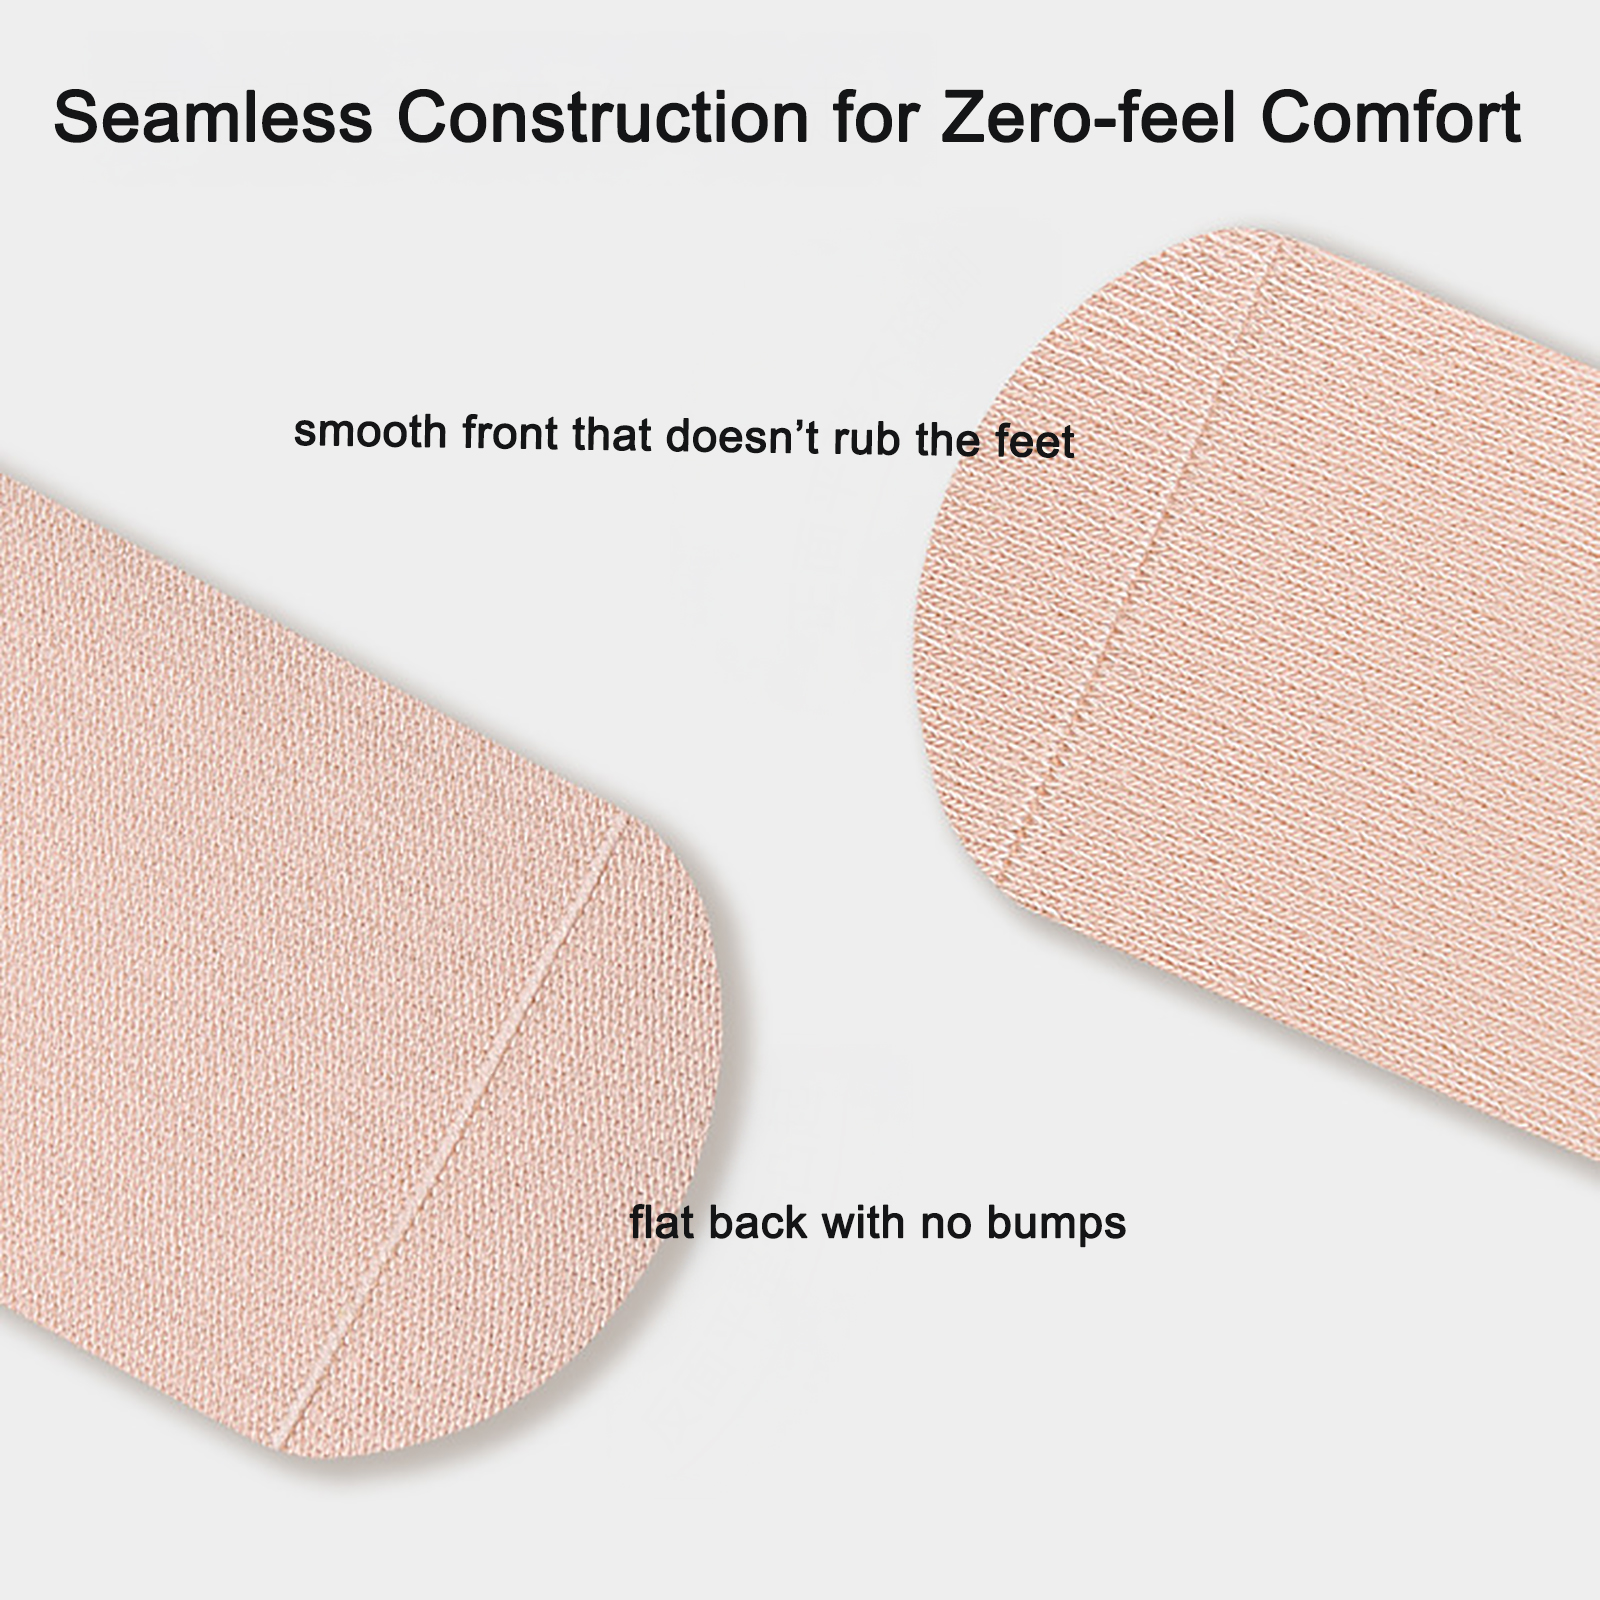 Seamless Construction for Zero-feel Comfort
smooth front that doesn’t rub the feet
flat back with no bumps